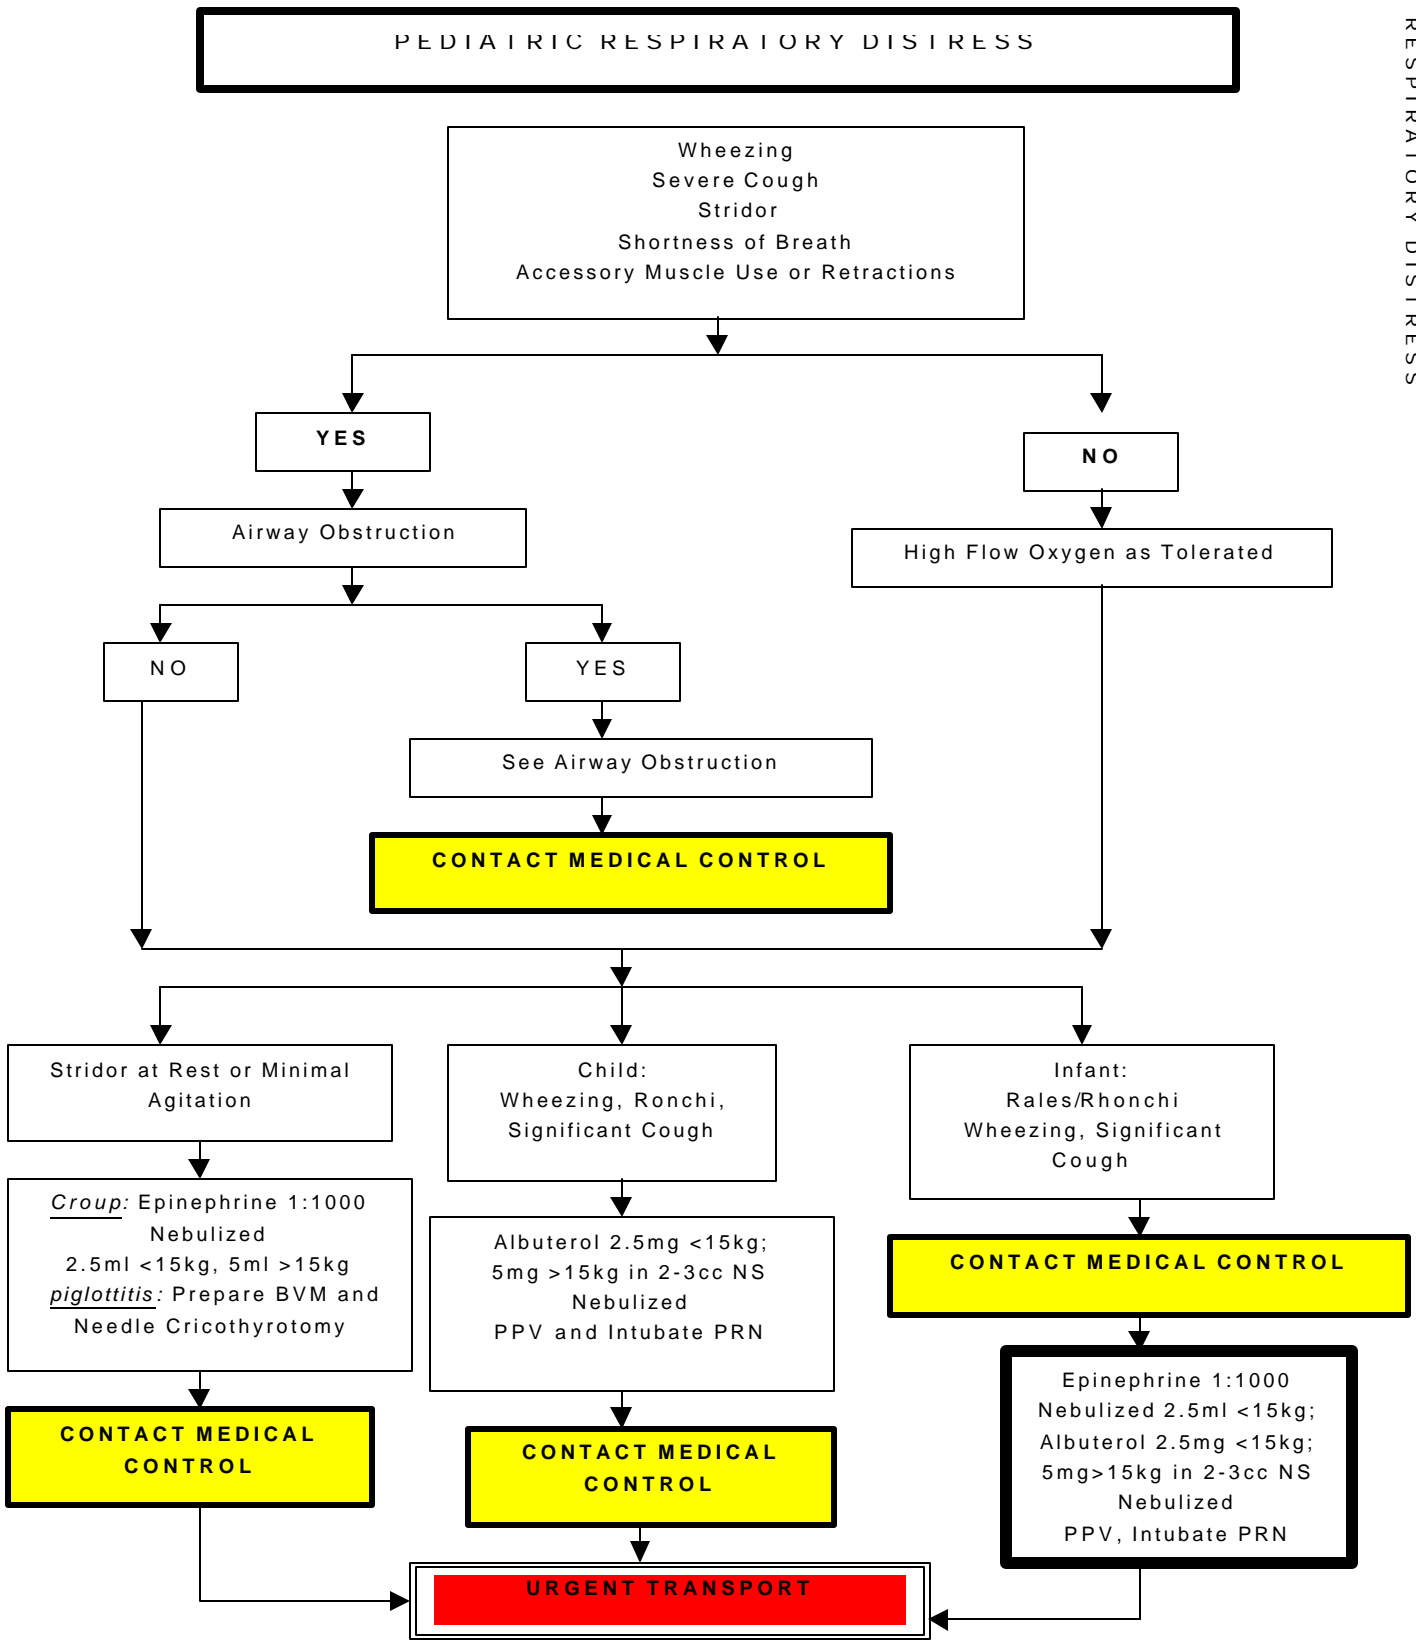 PEDIATRIC RESPIRATORY DISTRESS
RESPIRATORY DISTRESS
Wheezing
Severe Cough
Stridor
Shortness of Breath
Accessory Muscle Use or Retractions
YES
NO
Airway Obstruction
High Flow Oxygen as Tolerated
NO
YES
See Airway Obstruction
CONTACT MEDICAL CONTROL
Stridor at Rest or Minimal
Agitation
Croup: Epinephrine 1:1000
Nebulized
2.5ml <15kg, 5ml >15kg
piglottitis: Prepare BVM and
Needle Cricothyrotomy
CONTACT MEDICAL
CONTROL
Child:
Wheezing, Ronchi,
Significant Cough
Albuterol 2.5mg <15kg;
5mg >15kg in 2-3cc NS
Nebulized
PPV and Intubate PRN
CONTACT MEDICAL
CONTROL
Infant:
Rales/Rhonchi
Wheezing, Significant
Cough
CONTACT MEDICAL CONTROL
Epinephrine 1:1000
Nebulized 2.5ml <15kg;
Albuterol 2.5mg <15kg;
5mg>15kg in 2-3cc NS
Nebulized
PPV, Intubate PRN
URGENT TRANSPORT